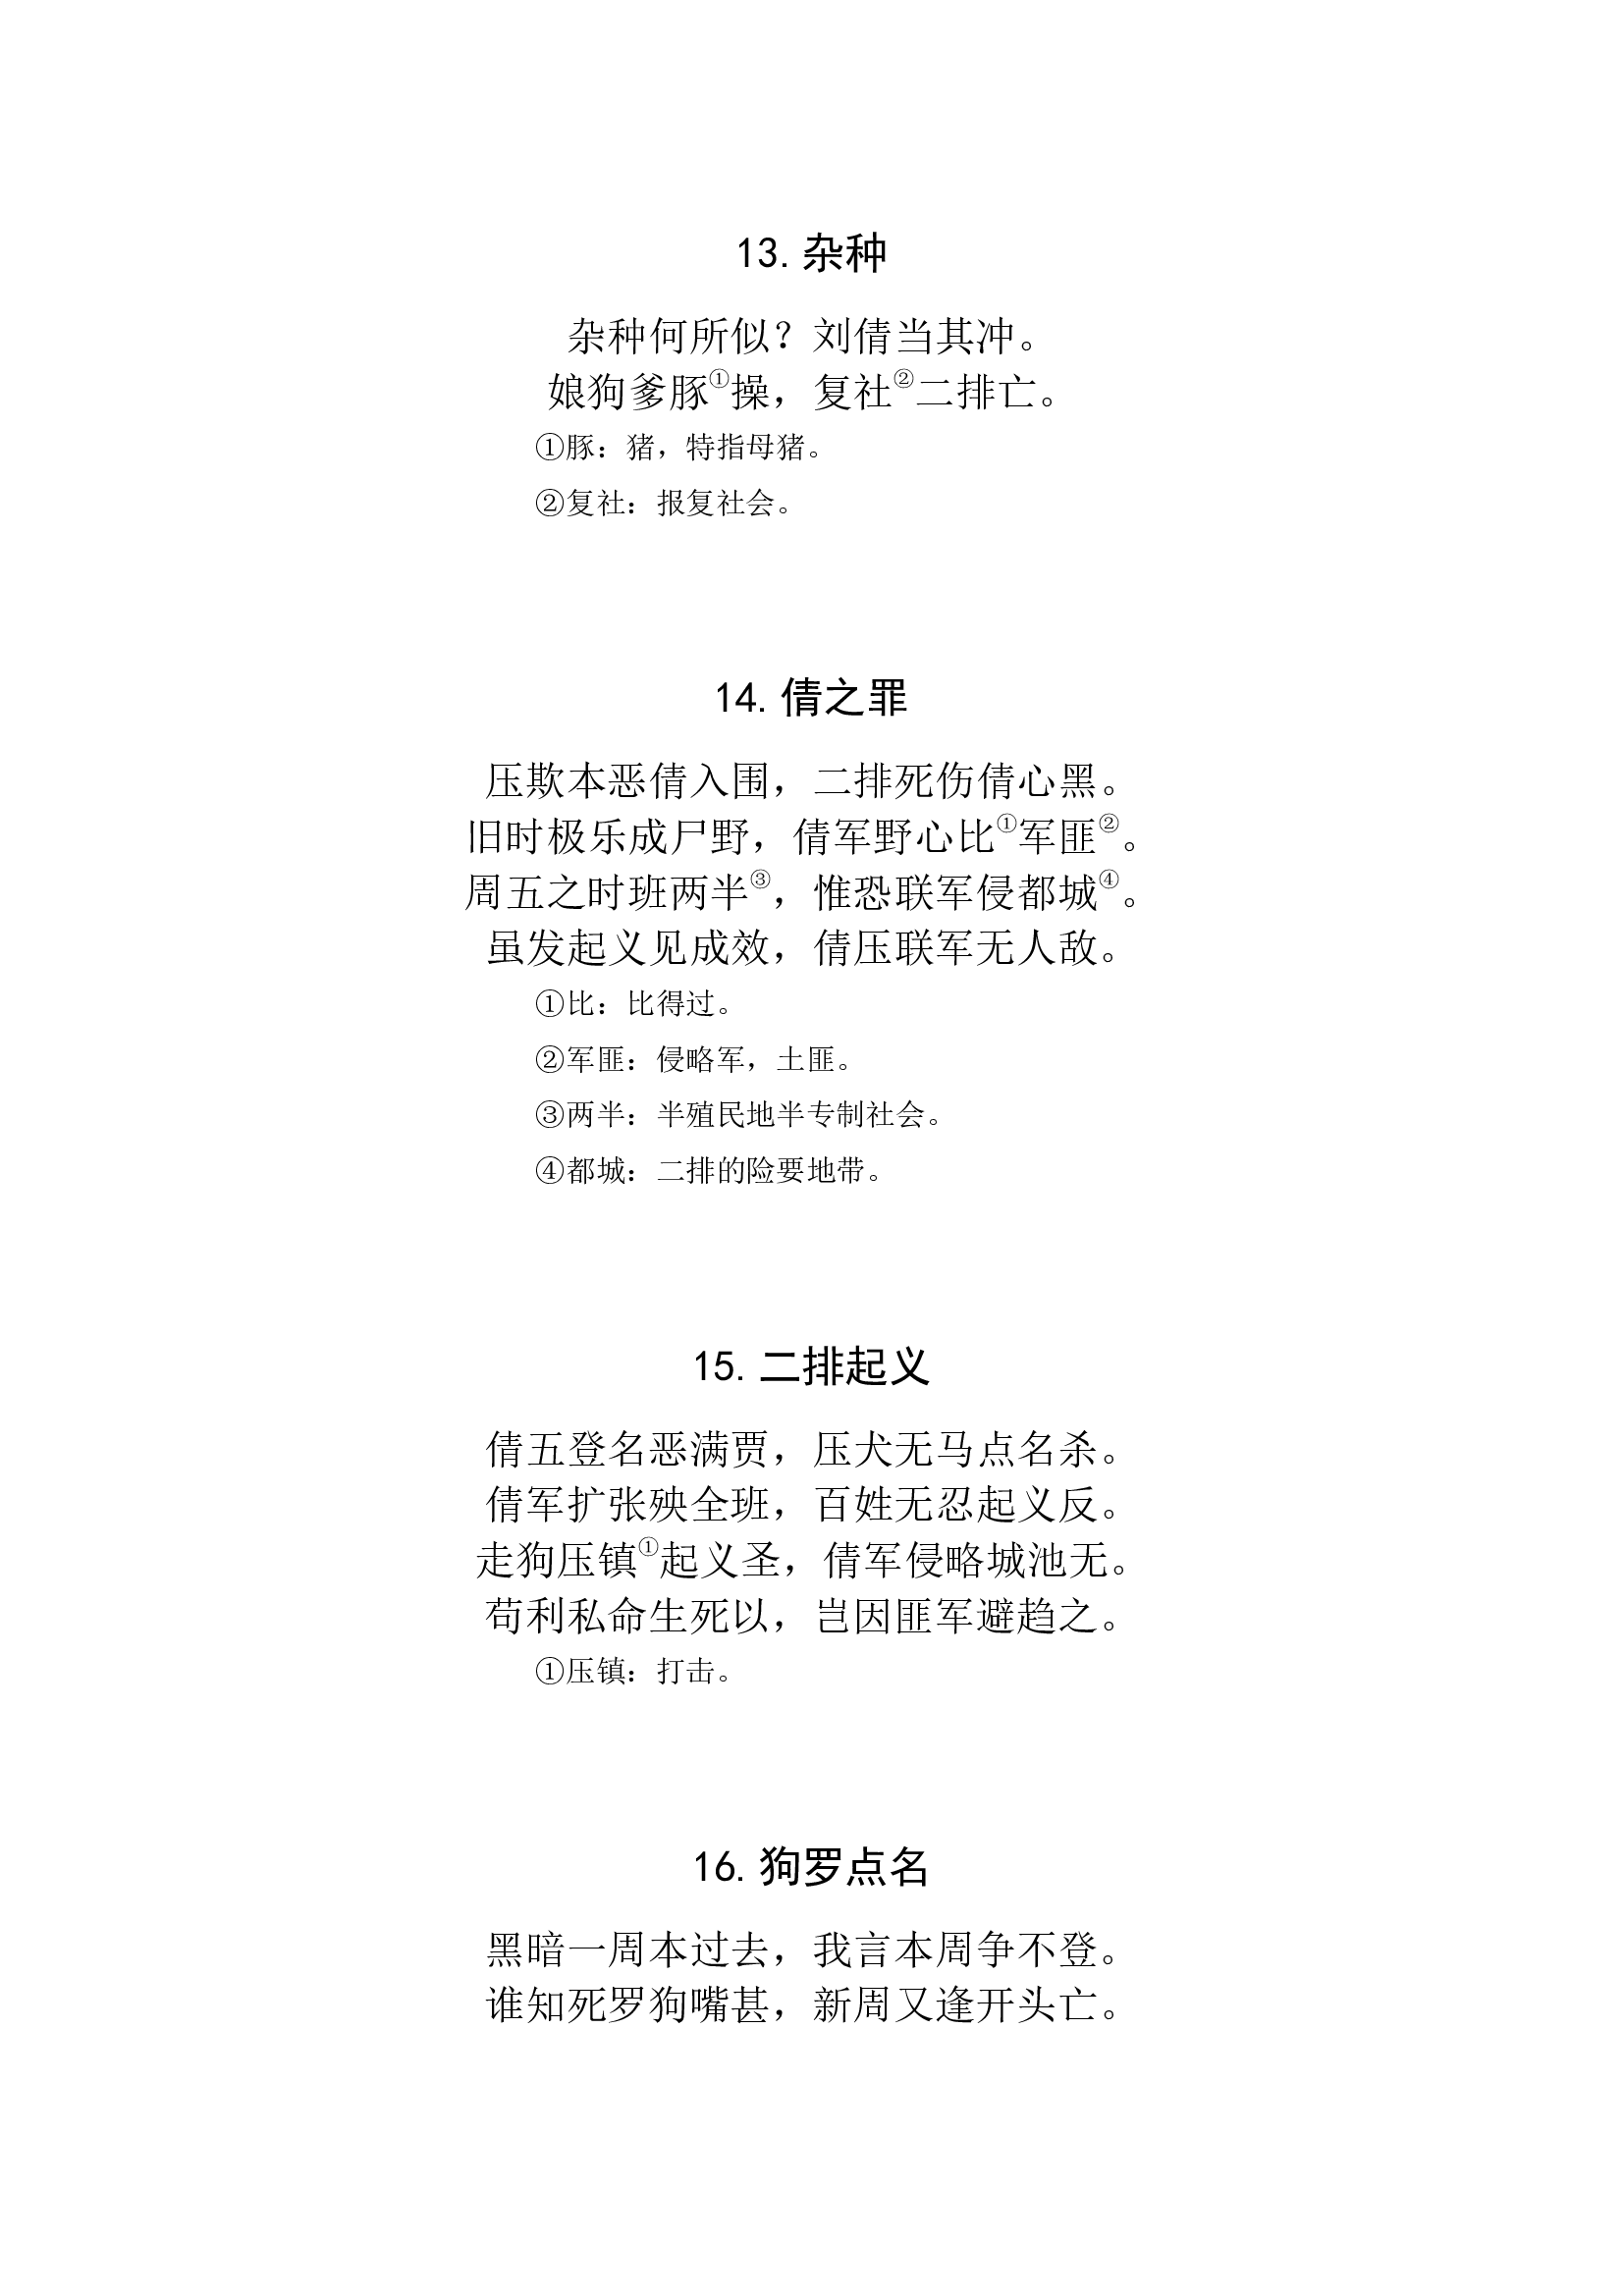 13.杂种
杂种何所似？刘倩当其冲。
娘狗爹豚①操，复社②二排亡。
①豚：猪，特指母猪。
②复社：报复社会。
14.倩之罪
压欺本恶倩入围，二排死伤倩心黑。
旧时极乐成尸野，倩军野心比①军匪②。
周五之时班两半③，惟恐联军侵都城④。
虽发起义见成效，倩压联军无人敌。
①比：比得过。
②军匪：侵略军，土匪。
③两半：半殖民地半专制社会。
④都城：二排的险要地带。
15.二排起义
倩五登名恶满贾，压犬无马点名杀。
倩军扩张殃全班，百姓无忍起义反。
走狗压镇①起义圣，倩军侵略城池无。
苟利私命生死以，岂因匪军避趋之。
①压镇：打击。
16.狗罗点名
黑暗一周本过去，我言本周争不登。
谁知死罗狗嘴甚，新周又逢开头亡。